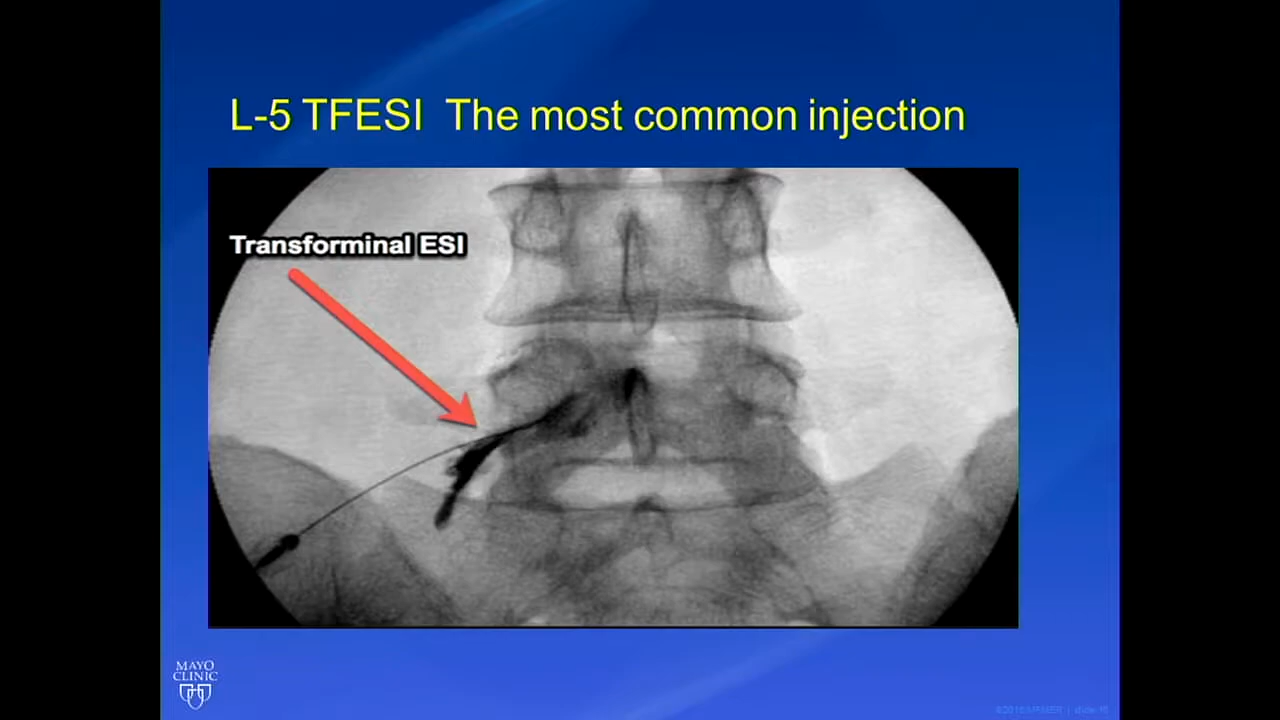 L-5 TFESI The most common injection
Transforminal ESI
MAYO
CLINIC